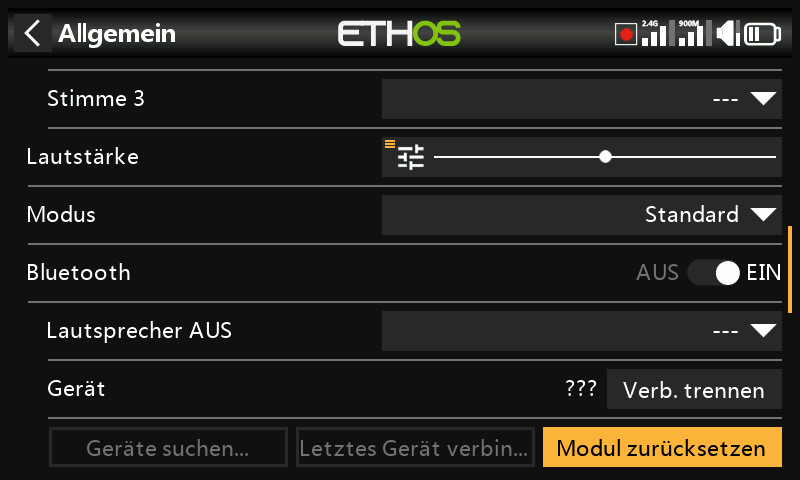 Allgemein ETHOS 2.4G 900M
Stimme 3 ---
Lautstärke
Modus Standard
Bluetooth AUS EIN
Lautsprecher AUS ---
Gerät ??? Verb. trennen
Geräte suchen... Letztes Gerät verbin... Modul zurücksetzen